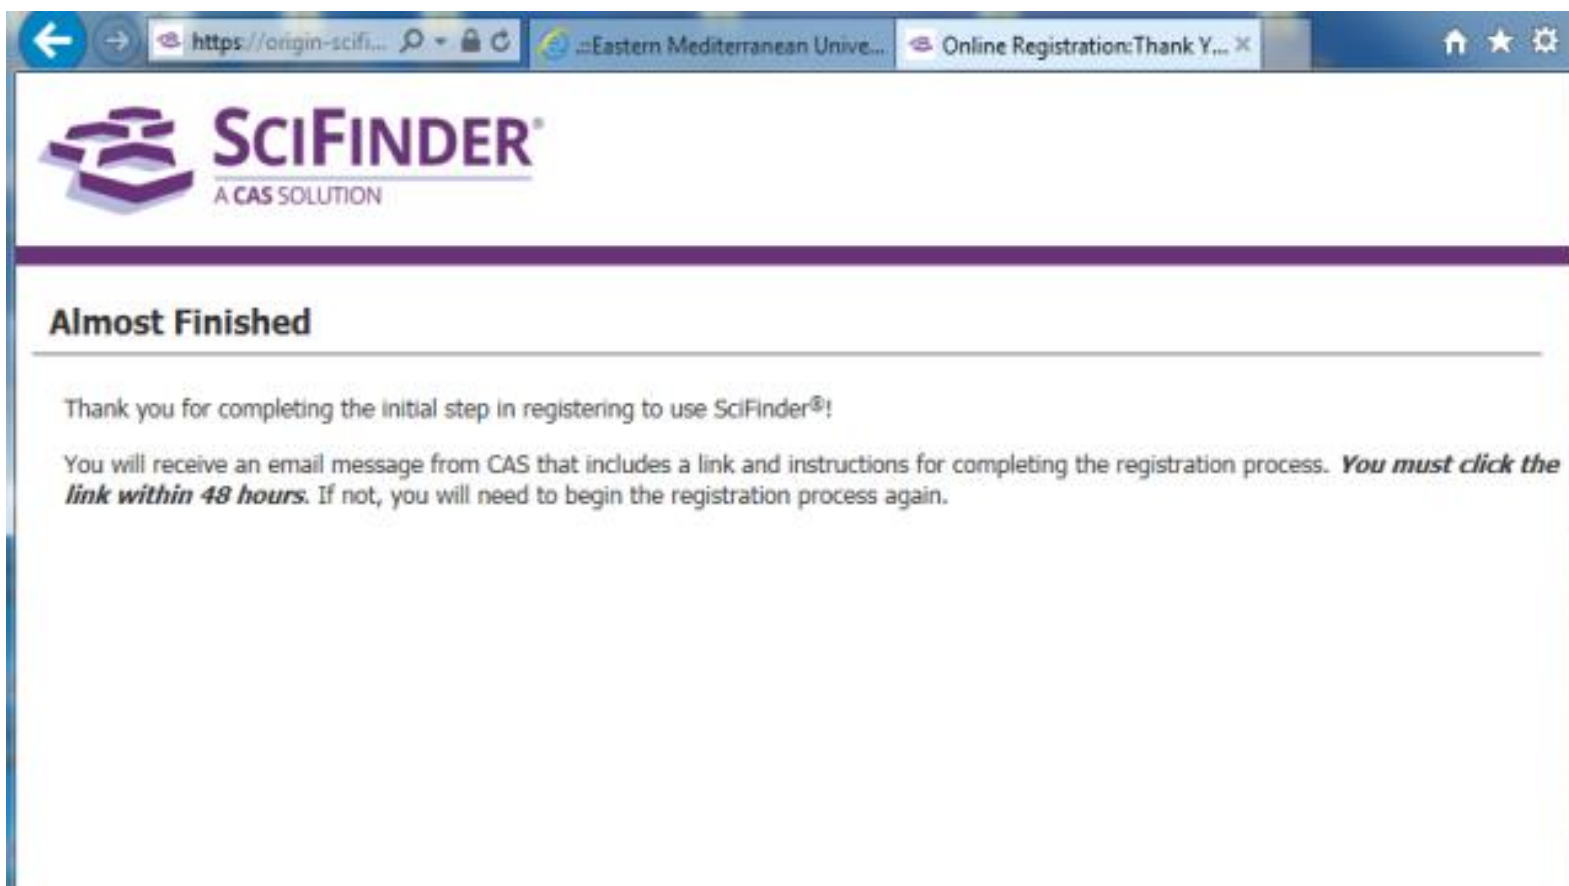 https://origin-scifi...
.::Eastern Mediterranean Unive...
Online Registration:Thank Y...
SCIFINDER®
A CAS SOLUTION
Almost Finished
Thank you for completing the initial step in registering to use SciFinder®!
You will receive an email message from CAS that includes a link and instructions for completing the registration process. You must click the
link within 48 hours. If not, you will need to begin the registration process again.